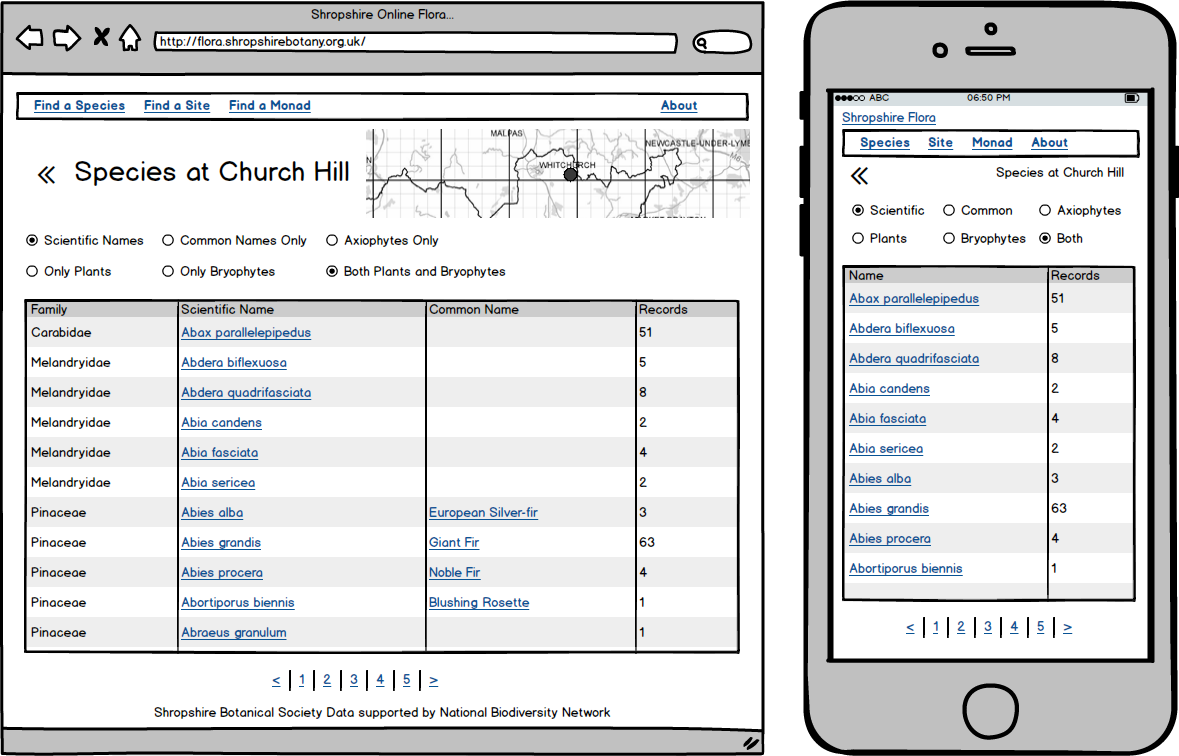 Shropshire Online Flora...
http://flora.shropshirebotany.org.uk/
Find a Species Find a Site Find a Monad About
MALPAS
NEWCASTLE-UNDER-LYME
WHITCHURCH
« Species at Church Hill
Scientific Names Common Names Only Axiophytes Only
Only Plants Only Bryophytes Both Plants and Bryophytes
Family Scientific Name Common Name Records
Carabidae Abax parallelepipedus 51
Melandryidae Abdera biflexuosa 5
Melandryidae Abdera quadrifasciata 8
Melandryidae Abia candens 2
Melandryidae Abia fasciata 4
Melandryidae Abia sericea 2
Pinaceae Abies alba European Silver-fir 3
Pinaceae Abies grandis Giant Fir 63
Pinaceae Abies procera Noble Fir 4
Pinaceae Abortiporus biennis Blushing Rosette 1
Pinaceae Abraeus granulum 1
< | 1 | 2 | 3 | 4 | 5 | >
Shropshire Botanical Society Data supported by National Biodiversity Network
ABC 06:50 PM
Shropshire Flora
Species Site Monad About
« Species at Church Hill
Scientific Common Axiophytes
Plants Bryophytes Both
Name Records
Abax parallelepipedus 51
Abdera biflexuosa 5
Abdera quadrifasciata 8
Abia candens 2
Abia fasciata 4
Abia sericea 2
Abies alba 3
Abies grandis 63
Abies procera 4
Abortiporus biennis 1
< | 1 | 2 | 3 | 4 | 5 | >